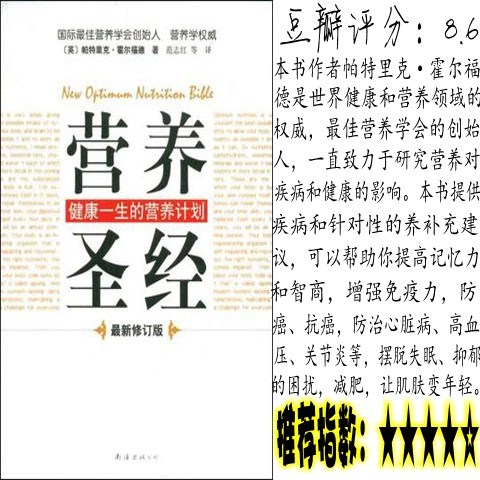 国际最佳营养学会创始人 营养学权威
〔英〕帕特里克·霍尔福德 著 范志红 等 译
New Optimum Nutrition Bible
营养
健康一生的营养计划
圣经
最新修订版
南海出版公司
豆瓣评分：8.6
本书作者帕特里克·霍尔福
德是世界健康和营养领域的
权威，最佳营养学会的创始
人，一直致力于研究营养对
疾病和健康的影响。本书提供
疾病和针对性的养补充建
议，可以帮助你提高记忆力
和智商，增强免疫力，防
癌、抗癌，防治心脏病、高血
压、关节炎等，摆脱失眠、抑郁
的困扰，减肥，让肌肤变年轻。
推荐指数：★★★★★